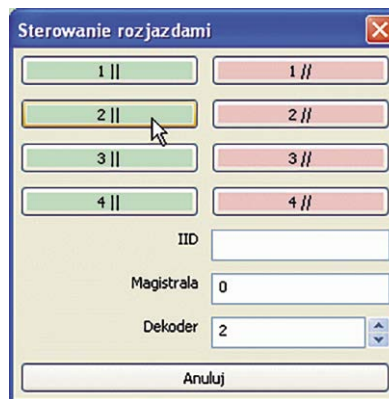 Sterowanie rozjazdami
1 || 1 //
2 || 2 //
3 || 3 //
4 || 4 //
IID
Magistrala 0
Dekoder 2
Anuluj